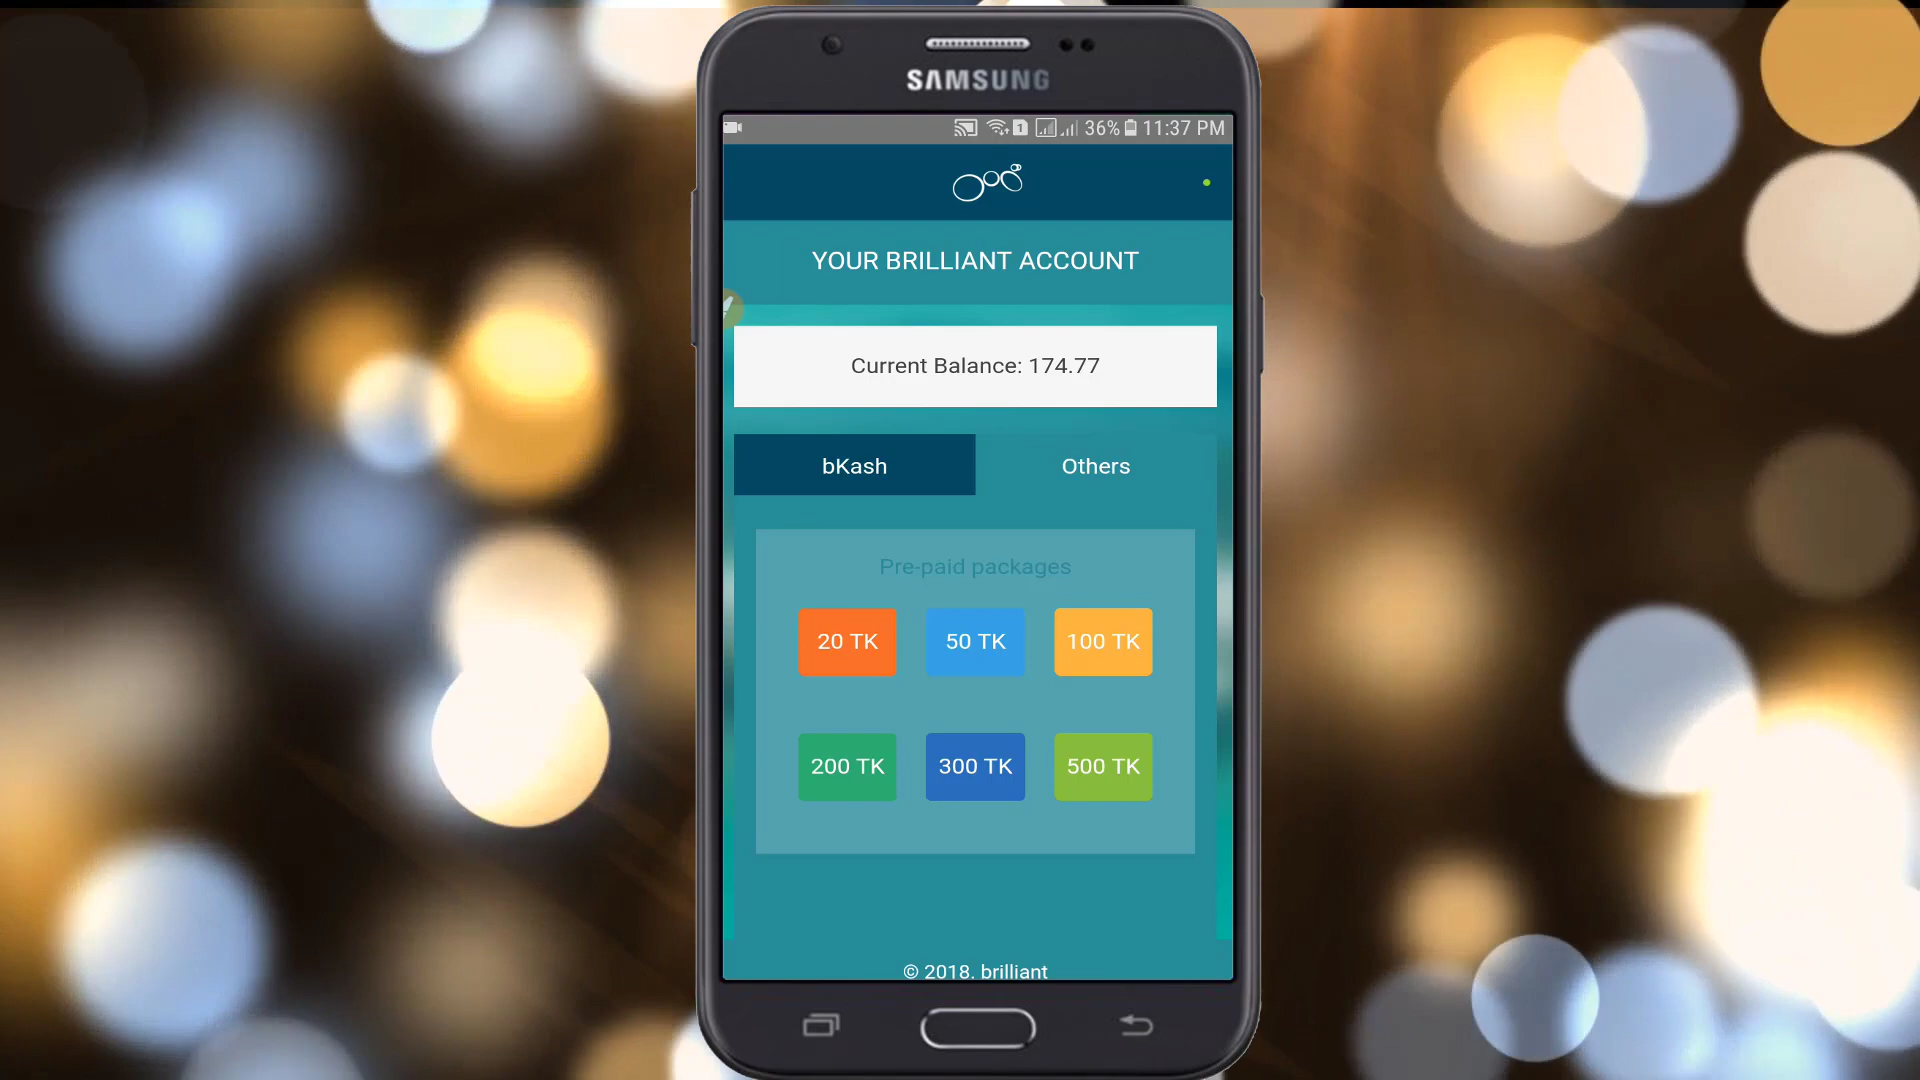 SAMSUNG
1 36% 11:37 PM
YOUR BRILLIANT ACCOUNT
Current Balance: 174.77
bKash Others
Pre-paid packages
20 TK 50 TK 100 TK
200 TK 300 TK 500 TK
© 2018. brilliant